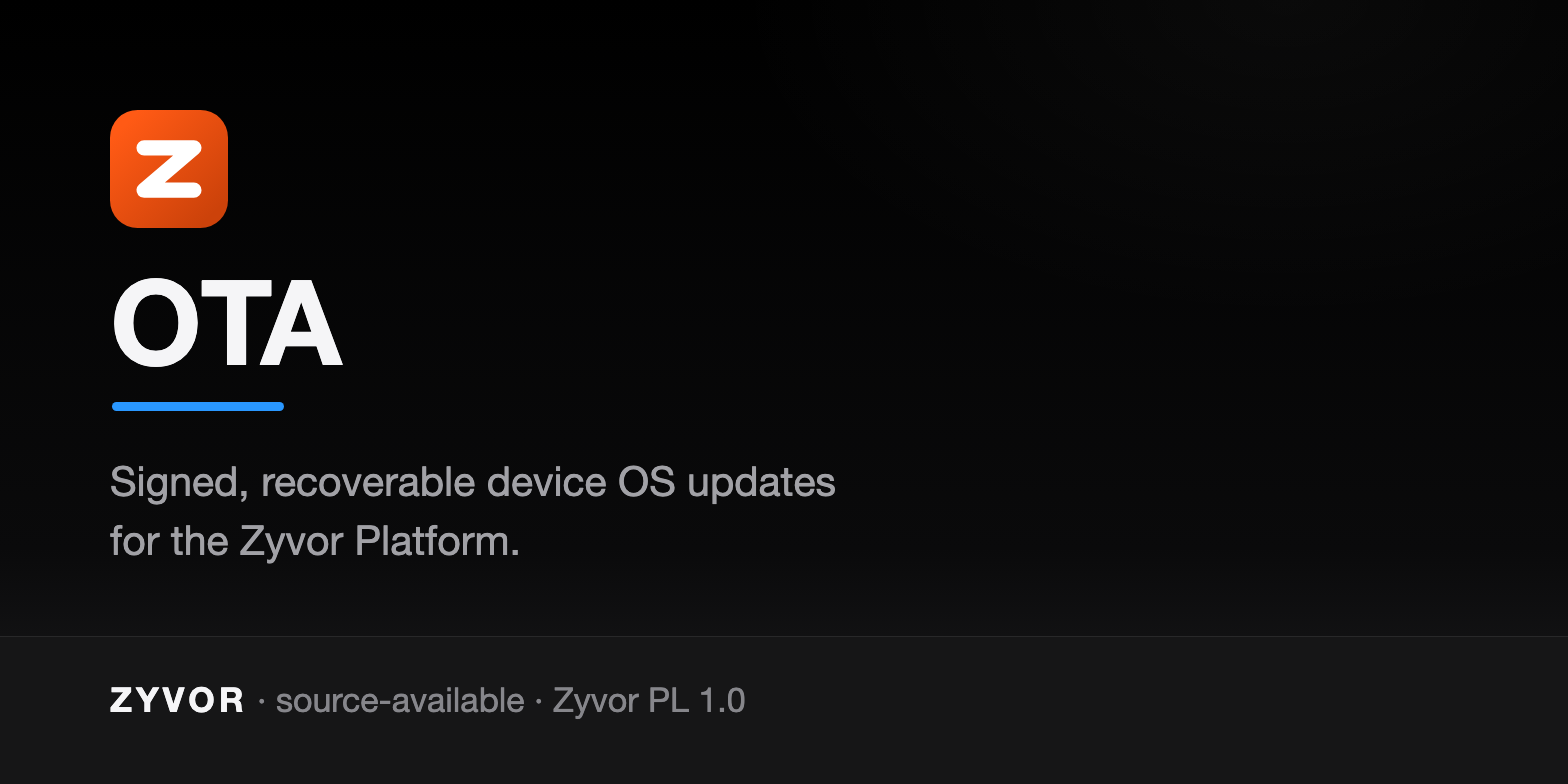 Z
OTA
Signed, recoverable device OS updates
for the Zyvor Platform.
ZYVOR · source-available · Zyvor PL 1.0